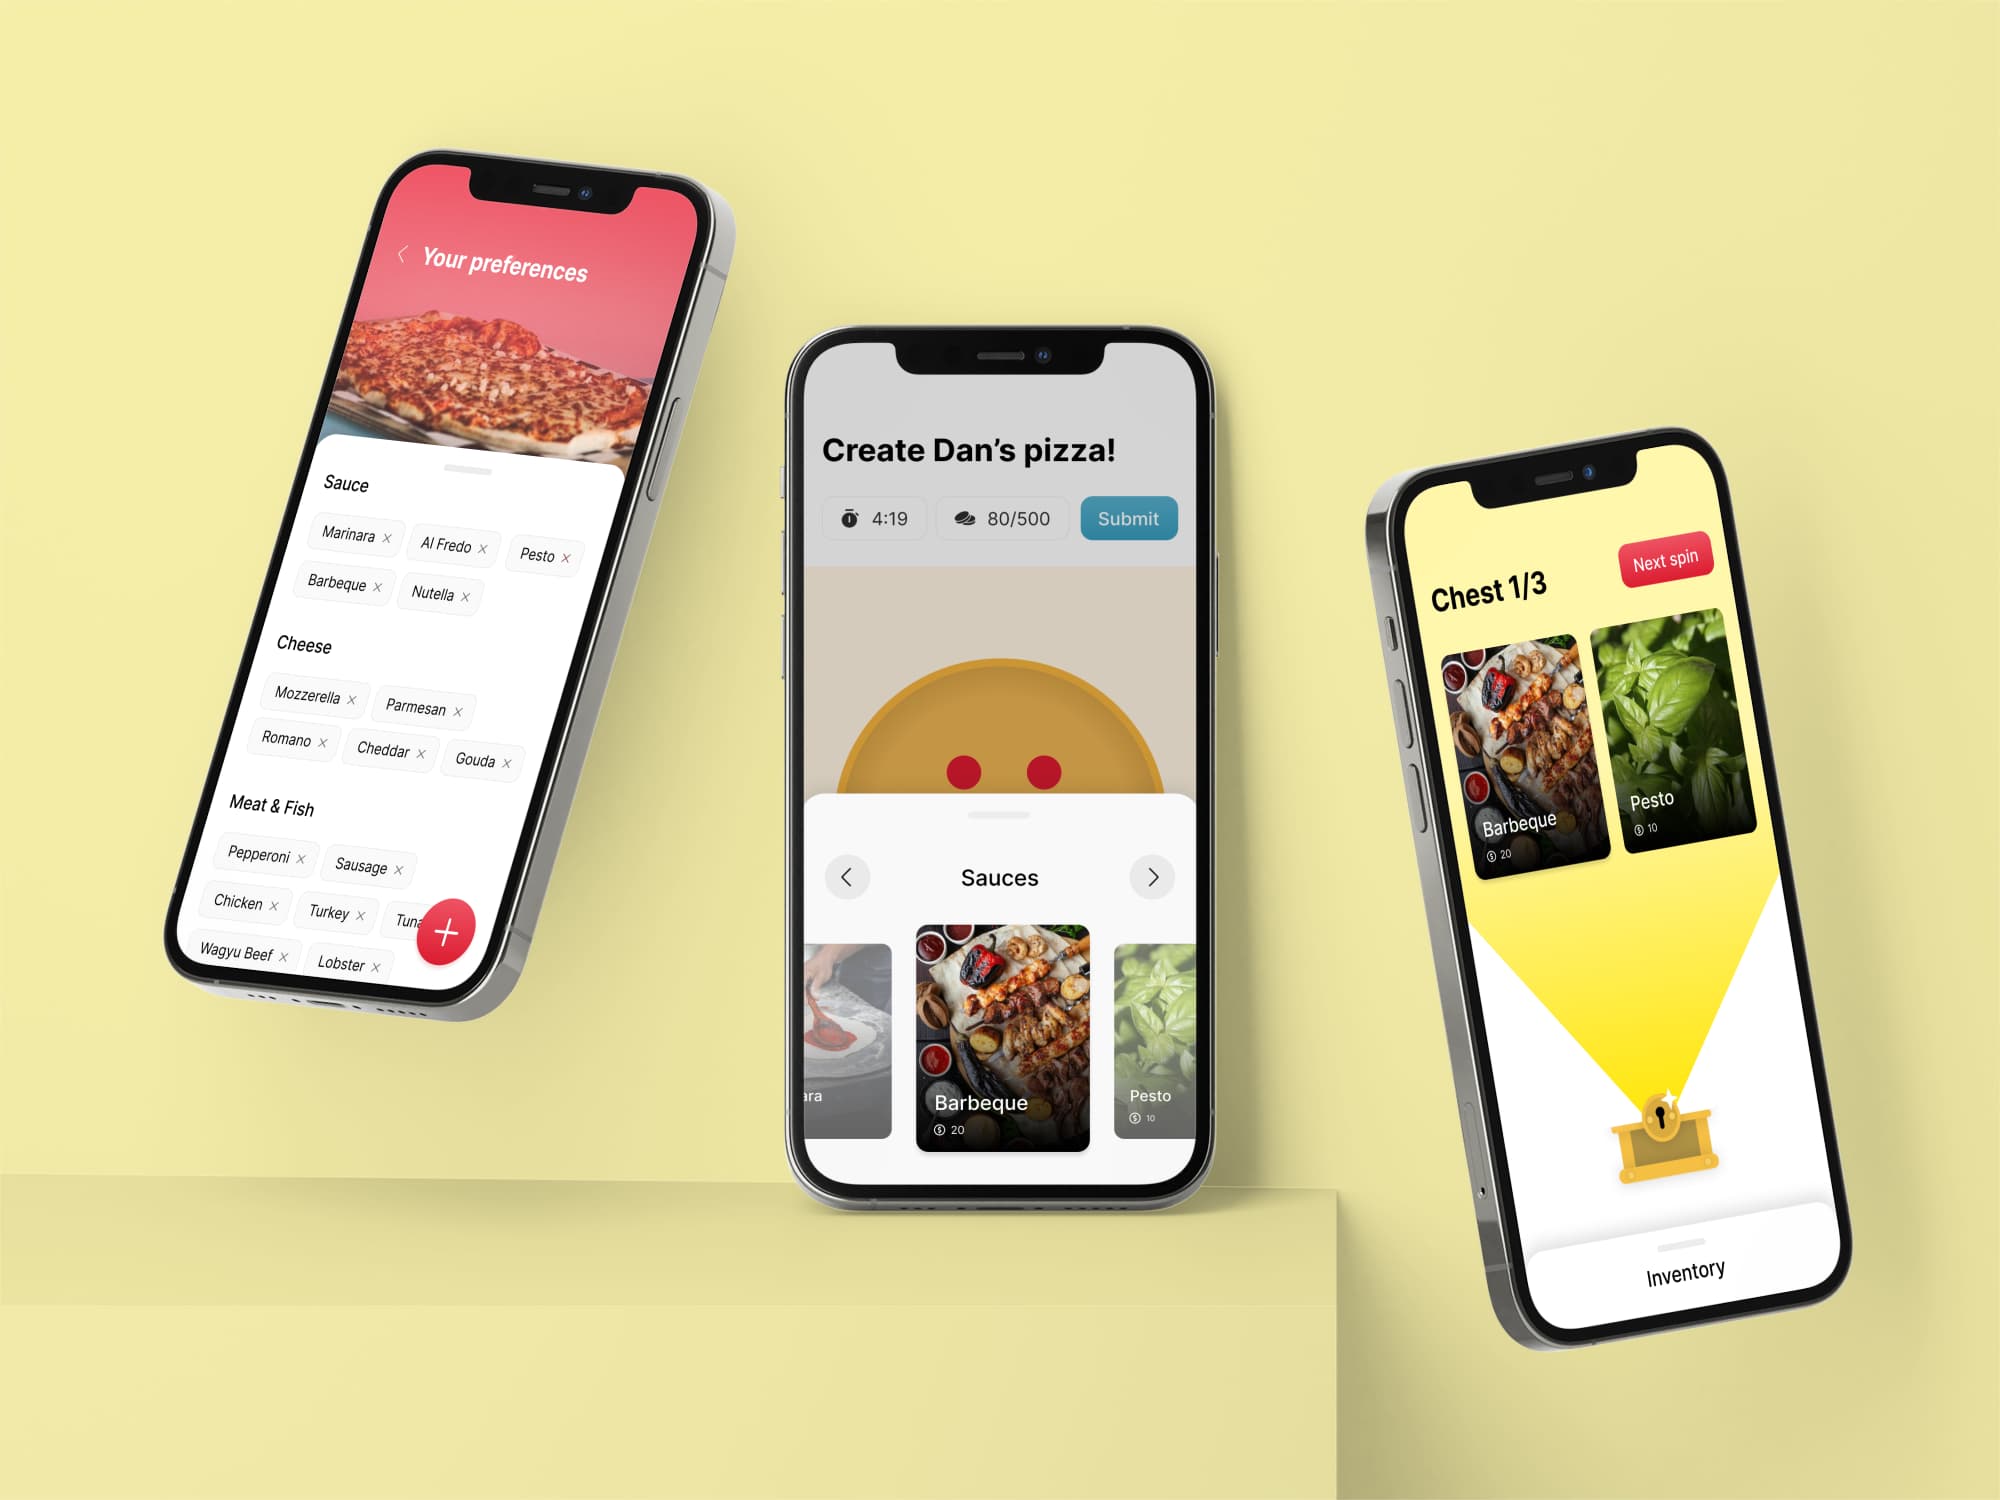 Your preferences
Sauce
Marinara × Al Fredo × Pesto ×
Barbeque × Nutella ×
Cheese
Mozzerella × Parmesan ×
Romano × Cheddar × Gouda ×
Meat & Fish
Pepperoni × Sausage ×
Chicken × Turkey ×
Wagyu Beef × Lobster ×
Create Dan’s pizza!
4:19 80/500 Submit
Sauces
ara
Barbeque
20
Pesto
10
Next spin
Chest 1/3
Barbeque
20
Pesto
10
Inventory